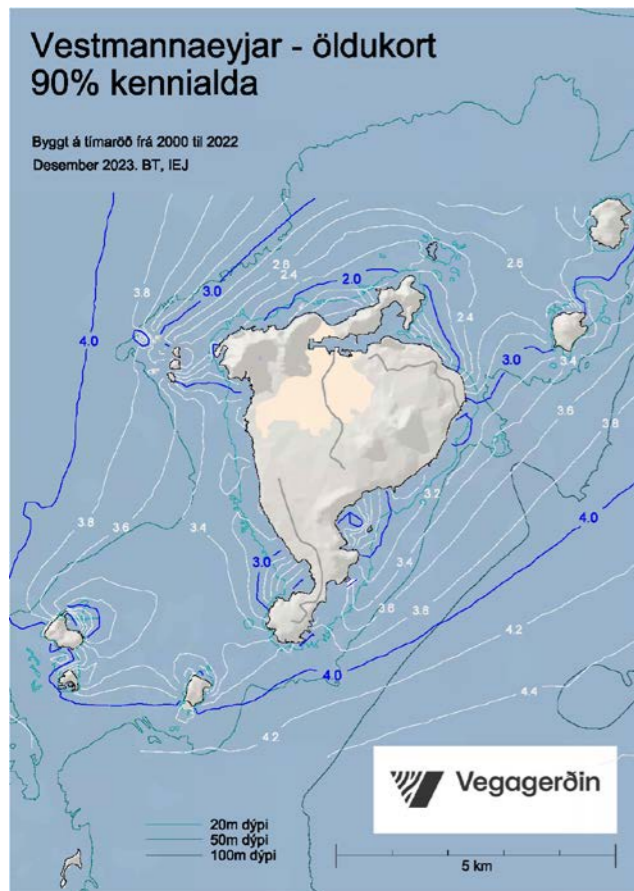 Vestmannaeyjar - öldukort
90% kennialda
Byggt á tímaröð frá 2000 til 2022
Desember 2023. BT, IEJ
2.6
2.4
2.6
3.8
3.0
2.0
4.0
2.4
3.0
3.4
3.6
3.8
3.2
4.0
3.8
3.6
3.4
3.4
3.0
3.6
3.8
4.2
4.0
4.4
4.2
Vegagerðin
20m dýpi
50m dýpi
100m dýpi
5 km